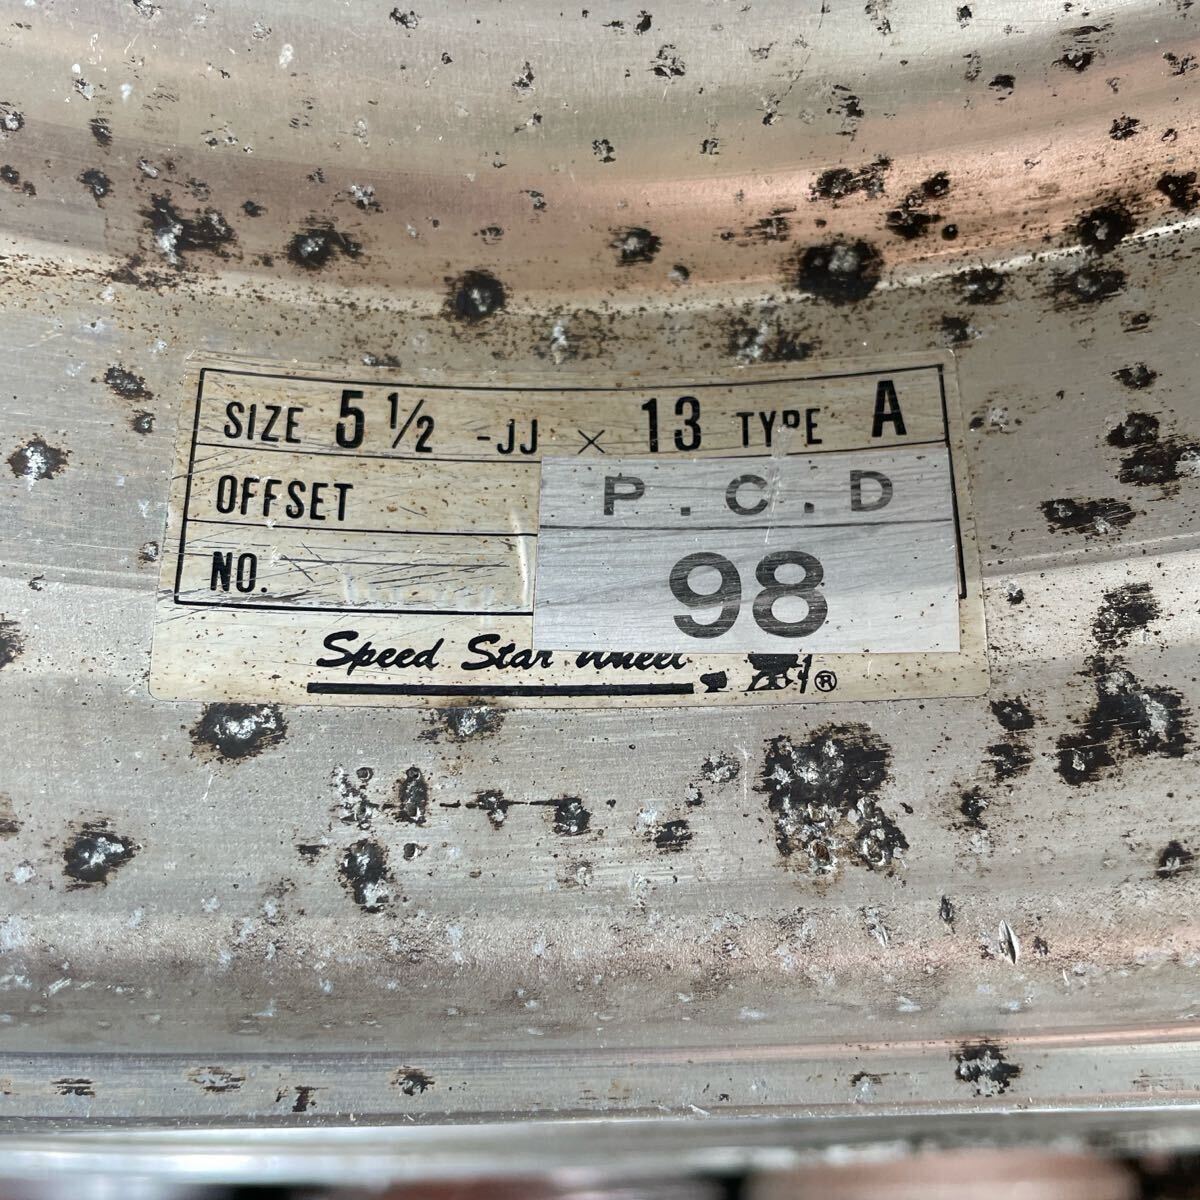 SIZE 5 1/2 -JJ × 13 TYPE A
OFFSET
P.C.D
NO.
98
Speed Star Wheel
®